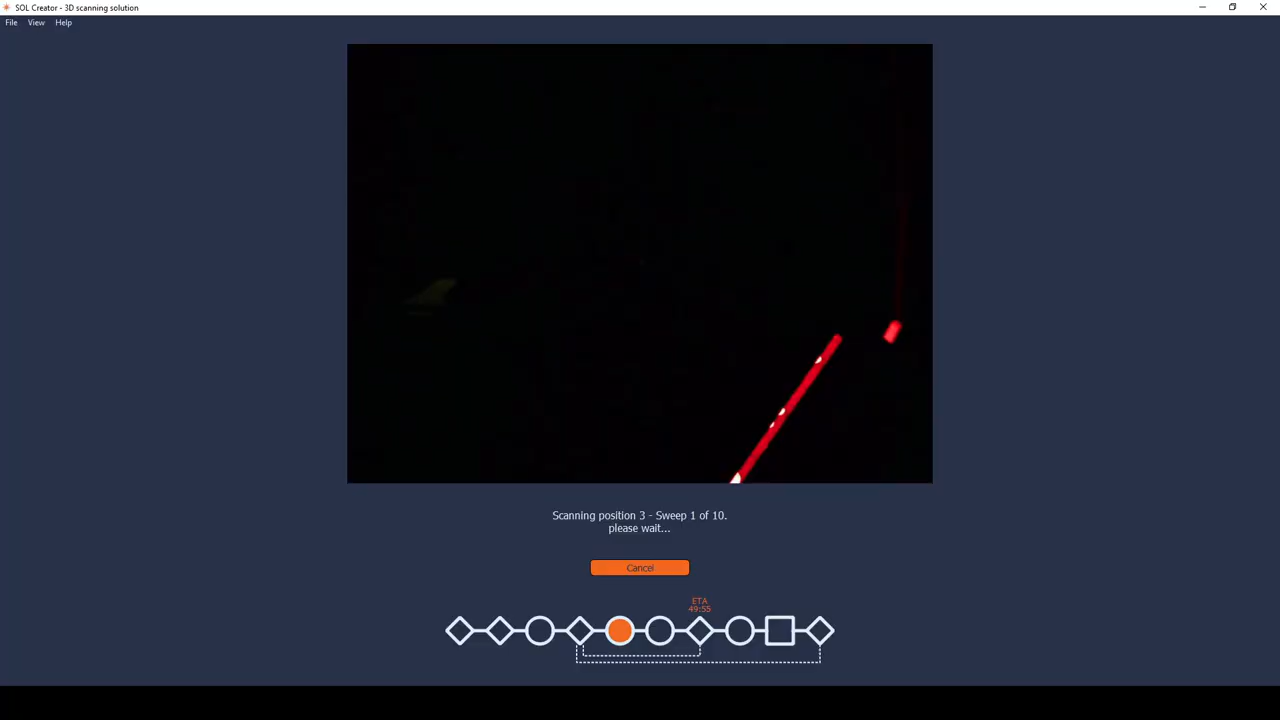 SOL Creator - 3D scanning solution
File View Help
Scanning position 3 - Sweep 1 of 10.
please wait...
Cancel
ETA
49:55